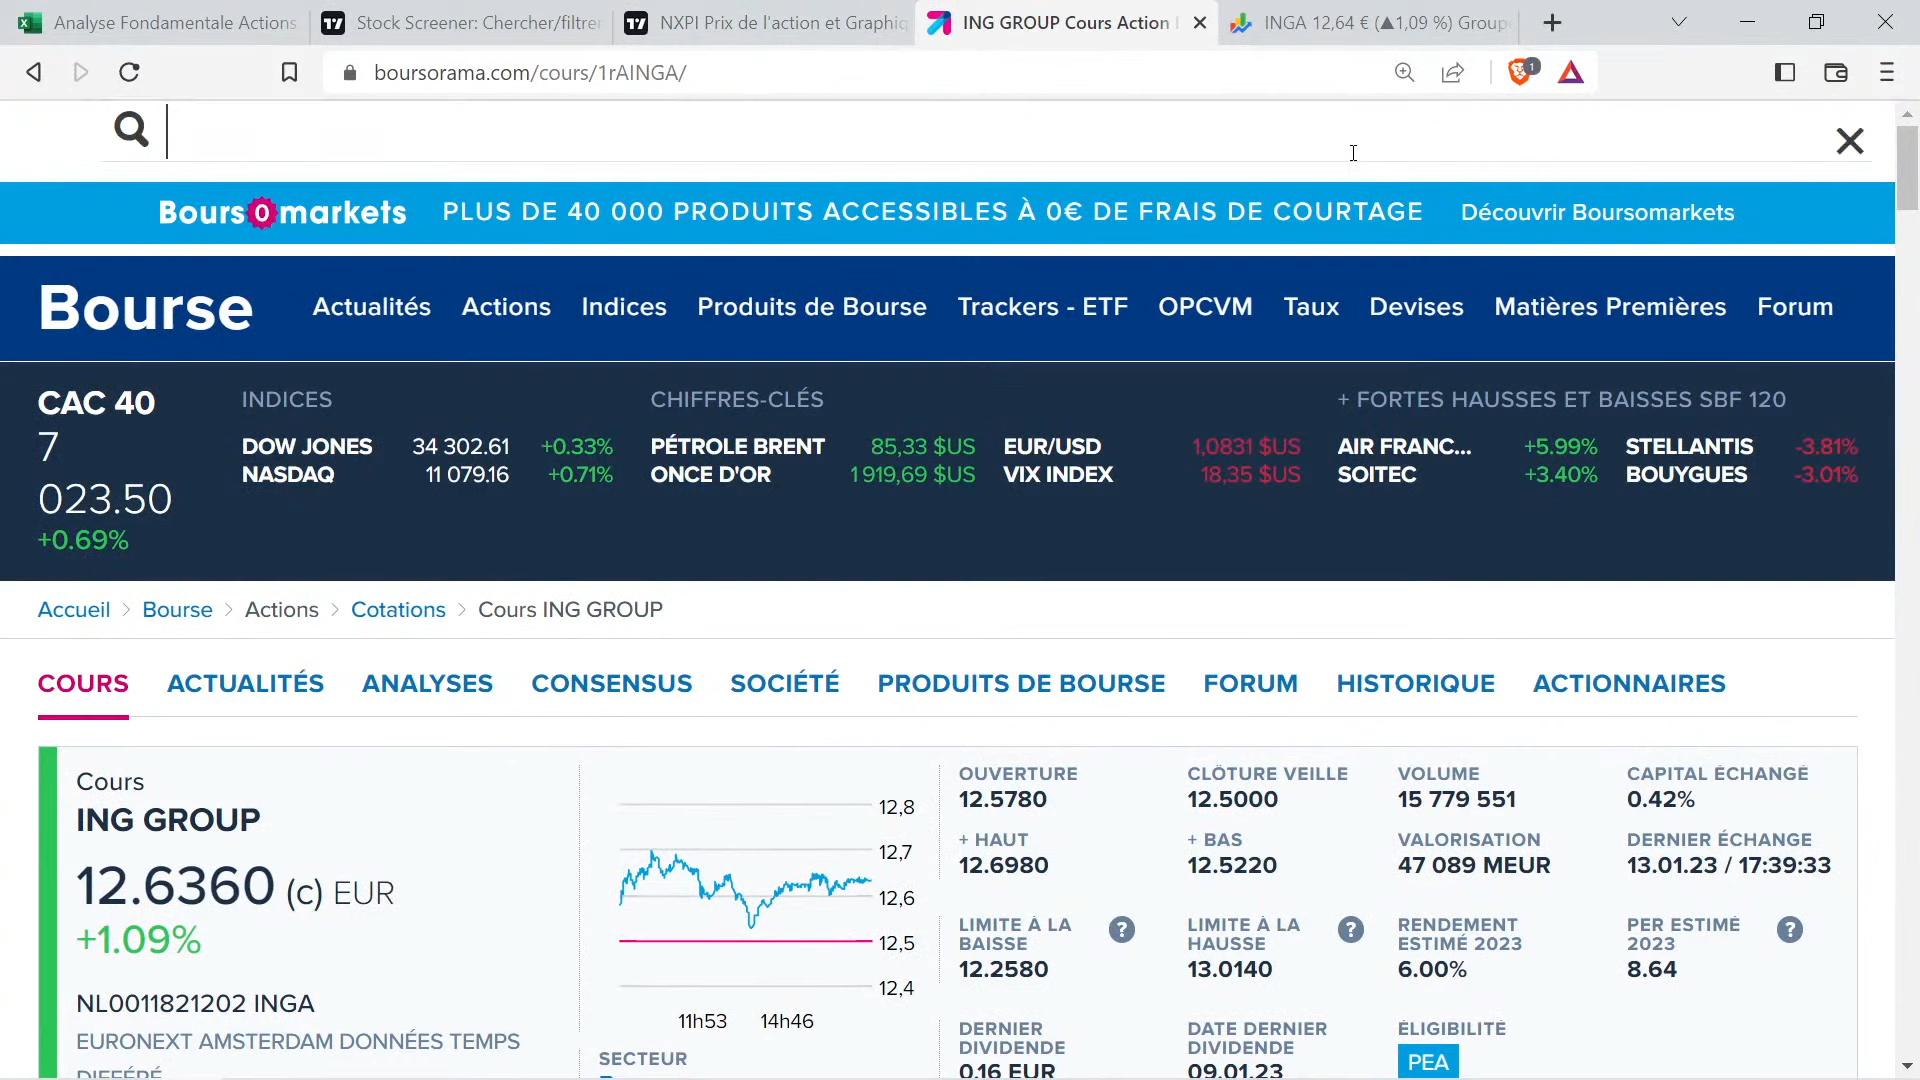 Analyse Fondamentale Actions
Stock Screener: Chercher/filtrer
NXPI Prix de l'action et Graphiq
ING GROUP Cours Action
INGA 12,64 € (▲1,09 %) Groupe
boursorama.com/cours/1rAINGA/
1
Boursomarkets PLUS DE 40 000 PRODUITS ACCESSIBLES À 0€ DE FRAIS DE COURTAGE Découvrir Boursomarkets
Bourse Actualités Actions Indices Produits de Bourse Trackers - ETF OPCVM Taux Devises Matières Premières Forum
CAC 40
7
023.50
+0.69%
INDICES
DOW JONES 34 302.61 +0.33%
NASDAQ 11 079.16 +0.71%
CHIFFRES-CLÉS
PÉTROLE BRENT 85,33 $US EUR/USD 1,0831 $US
ONCE D'OR 1 919,69 $US VIX INDEX 18,35 $US
+ FORTES HAUSSES ET BAISSES SBF 120
AIR FRANC... +5.99% STELLANTIS -3.81%
SOITEC +3.40% BOUYGUES -3.01%
Accueil > Bourse > Actions > Cotations > Cours ING GROUP
COURS ACTUALITÉS ANALYSES CONSENSUS SOCIÉTÉ PRODUITS DE BOURSE FORUM HISTORIQUE ACTIONNAIRES
Cours
ING GROUP
12.6360 (c) EUR
+1.09%
NL0011821202 INGA
EURONEXT AMSTERDAM DONNÉES TEMPS
DIFFÉRÉ
12,8
12,7
12,6
12,5
12,4
11h53 14h46
SECTEUR
OUVERTURE
12.5780
CLÔTURE VEILLE
12.5000
VOLUME
15 779 551
CAPITAL ÉCHANGÉ
0.42%
+ HAUT
12.6980
+ BAS
12.5220
VALORISATION
47 089 MEUR
DERNIER ÉCHANGE
13.01.23 / 17:39:33
LIMITE À LA
BAISSE
?
12.2580
LIMITE À LA
HAUSSE
?
13.0140
RENDEMENT
ESTIMÉ 2023
6.00%
PER ESTIMÉ
2023
?
8.64
DERNIER
DIVIDENDE
0.16 EUR
DATE DERNIER
DIVIDENDE
09.01.23
ÉLIGIBILITÉ
PEA